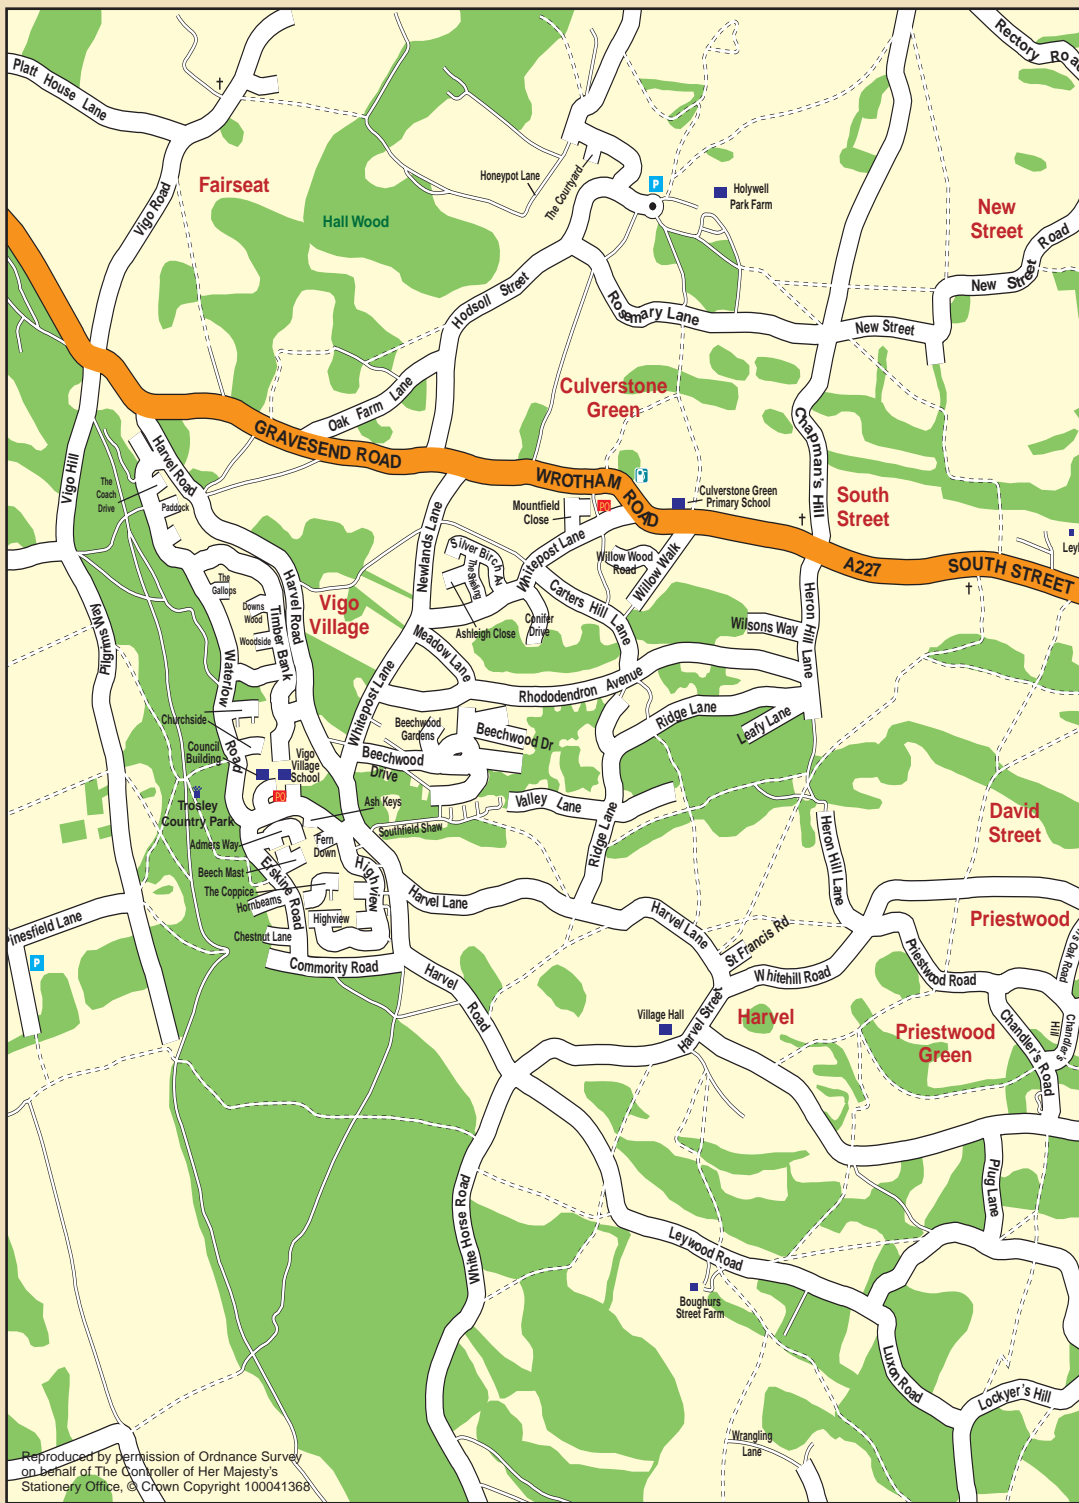 Rectory Road
Platt House Lane
Vigo Road
Fairseat
Hall Wood
Honeypot Lane
The Courtyard
P
Holywell
Park Farm
New
Street
New Street Road
New Street
Hodsoll Street
Rosemary Lane
Culverstone
Green
Oak Farm Lane
GRAVESEND ROAD
WROTHAM ROAD
Chapman's Hill
South
Street
A227
SOUTH STREET
Culverstone Green
Primary School
Mountfield
Close
PO
Vigo Hill
Harvel Road
The
Coach
Drive
Paddock
Newlands Lane
Silver Birch Av
The Shieling
Whitepost Lane
Willow Wood
Road
Willow Walk
Carters Hill Lane
Conifer
Drive
Ashleigh Close
Meadow Lane
Wilsons Way
Heron Hill Lane
The
Gallops
Downs
Wood
Woodside
Timber Bank
Harvel Road
Vigo
Village
Pilgrims Way
Waterlow Road
Whitepost Lane
Rhododendron Avenue
Ridge Lane
Leafy Lane
Churchside
Council
Building
Vigo
Village
School
Beechwood
Gardens
Beechwood Dr
Beechwood
Drive
Trosley
Country Park
PO
Ash Keys
Valley Lane
Southfield Shaw
Admers Way
Fern
Down
Beech Mast
The Coppice
Hornbeams
Erskine Road
Highview
Highview
Chestnut Lane
Commority Road
Ridge Lane
David
Street
Heron Hill Lane
Harvel Lane
Harvel Lane
St Francis Rd
Whitehill Road
Priestwood
Priestwood Road
Pinesfield Lane
P
Harvel Road
Village Hall
Harvel Street
Harvel
Priestwood
Green
Chandler's Road
Chandler's
Hill
Plug Lane
White Horse Road
Leywood Road
Boughurs
Street Farm
Luxon Road
Lockyer's Hill
Wrangling
Lane
Reproduced by permission of Ordnance Survey
on behalf of The Controller of Her Majesty's
Stationery Office, © Crown Copyright 100041368